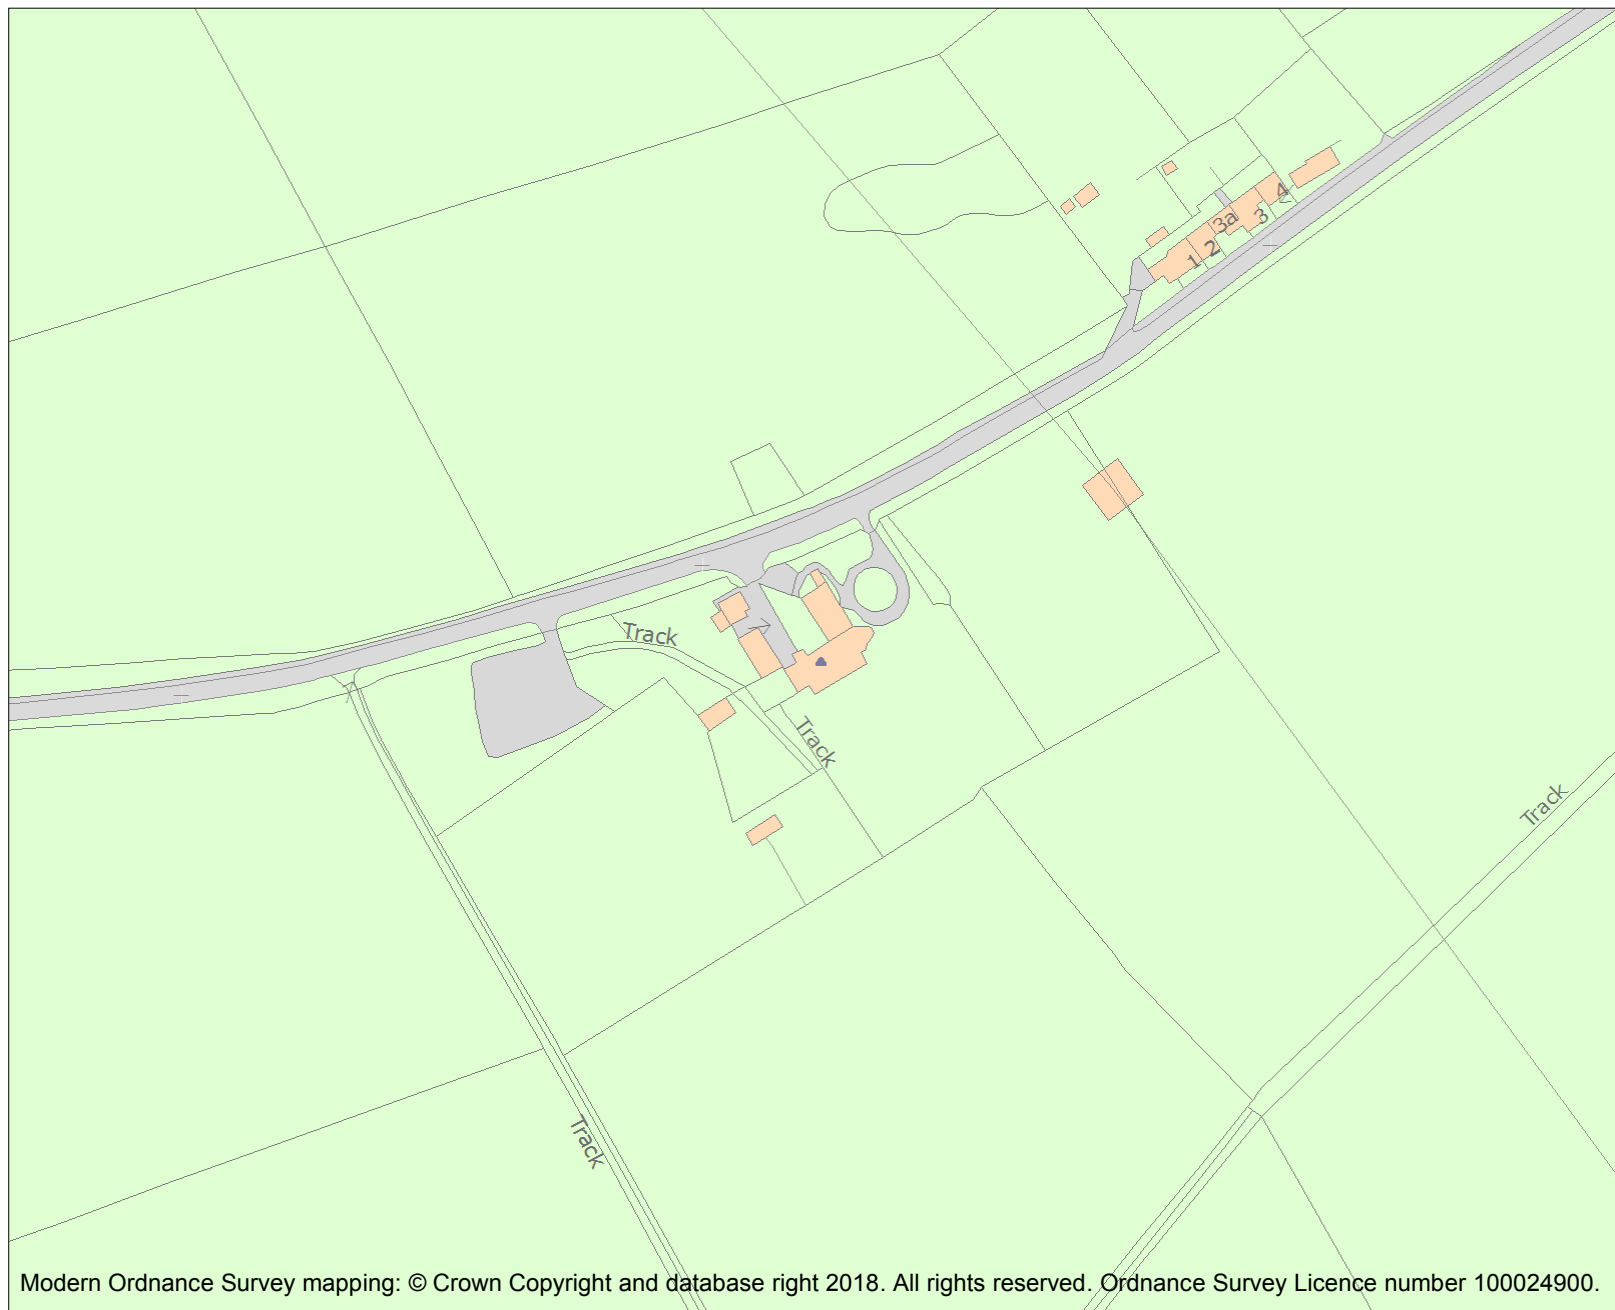 4
3a
3
2
1
Track
Track
Track
Track
Modern Ordnance Survey mapping: © Crown Copyright and database right 2018. All rights reserved. Ordnance Survey Licence number 100024900.